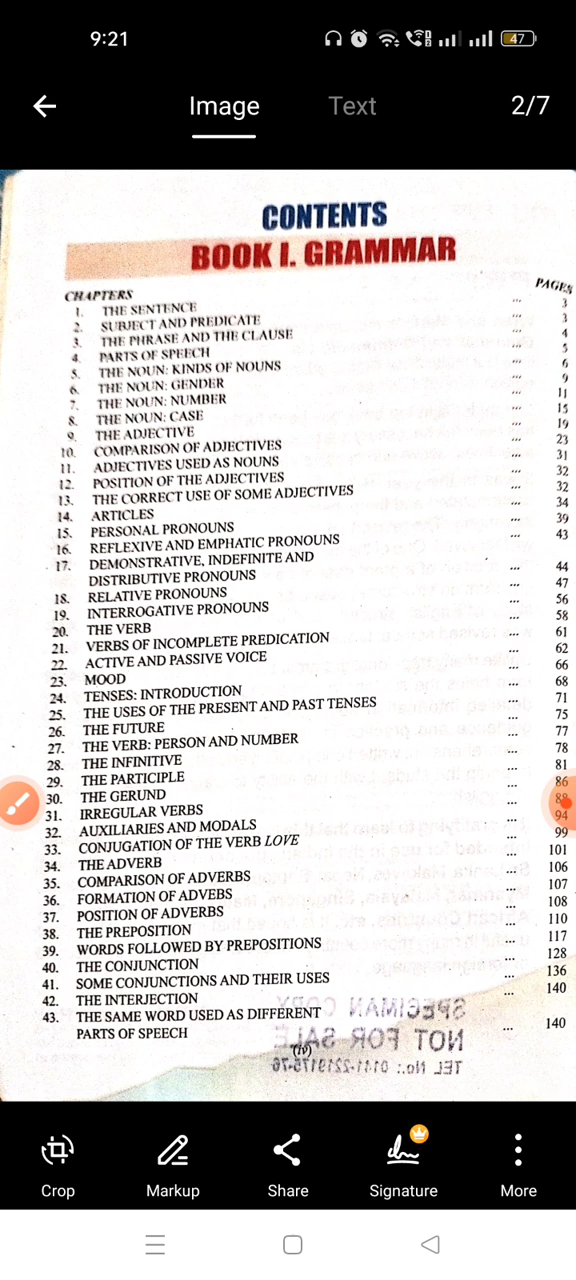 9:21
47
Image Text 2/7
CONTENTS
BOOK I. GRAMMAR
CHAPTERS PAGES
1. THE SENTENCE ... 3
2. SUBJECT AND PREDICATE ... 3
3. THE PHRASE AND THE CLAUSE ... 4
4. PARTS OF SPEECH ... 5
5. THE NOUN: KINDS OF NOUNS ... 6
6. THE NOUN: GENDER ... 9
7. THE NOUN: NUMBER ... 11
8. THE NOUN: CASE ... 15
9. THE ADJECTIVE ... 19
10. COMPARISON OF ADJECTIVES ... 23
11. ADJECTIVES USED AS NOUNS ... 31
12. POSITION OF THE ADJECTIVES ... 32
13. THE CORRECT USE OF SOME ADJECTIVES ... 32
14. ARTICLES ... 34
15. PERSONAL PRONOUNS ... 39
16. REFLEXIVE AND EMPHATIC PRONOUNS ... 43
17. DEMONSTRATIVE, INDEFINITE AND
DISTRIBUTIVE PRONOUNS ... 44
18. RELATIVE PRONOUNS ... 47
19. INTERROGATIVE PRONOUNS ... 56
20. THE VERB ... 58
21. VERBS OF INCOMPLETE PREDICATION ... 61
22. ACTIVE AND PASSIVE VOICE ... 62
23. MOOD ... 66
24. TENSES: INTRODUCTION ... 68
25. THE USES OF THE PRESENT AND PAST TENSES ... 71
26. THE FUTURE ... 75
27. THE VERB: PERSON AND NUMBER ... 77
28. THE INFINITIVE ... 78
29. THE PARTICIPLE ... 81
30. THE GERUND ... 86
31. IRREGULAR VERBS ... 88
32. AUXILIARIES AND MODALS ... 94
33. CONJUGATION OF THE VERB LOVE ... 99
34. THE ADVERB ... 101
35. COMPARISON OF ADVERBS ... 106
36. FORMATION OF ADVEBS ... 107
37. POSITION OF ADVERBS ... 108
38. THE PREPOSITION ... 110
39. WORDS FOLLOWED BY PREPOSITIONS ... 117
40. THE CONJUNCTION ... 128
41. SOME CONJUNCTIONS AND THEIR USES ... 136
42. THE INTERJECTION ... 140
43. THE SAME WORD USED AS DIFFERENT
PARTS OF SPEECH ... 140
SPECIMAN COPY
NOT FOR SALE
(iv)
TEL No.:
Crop Markup Share Signature More